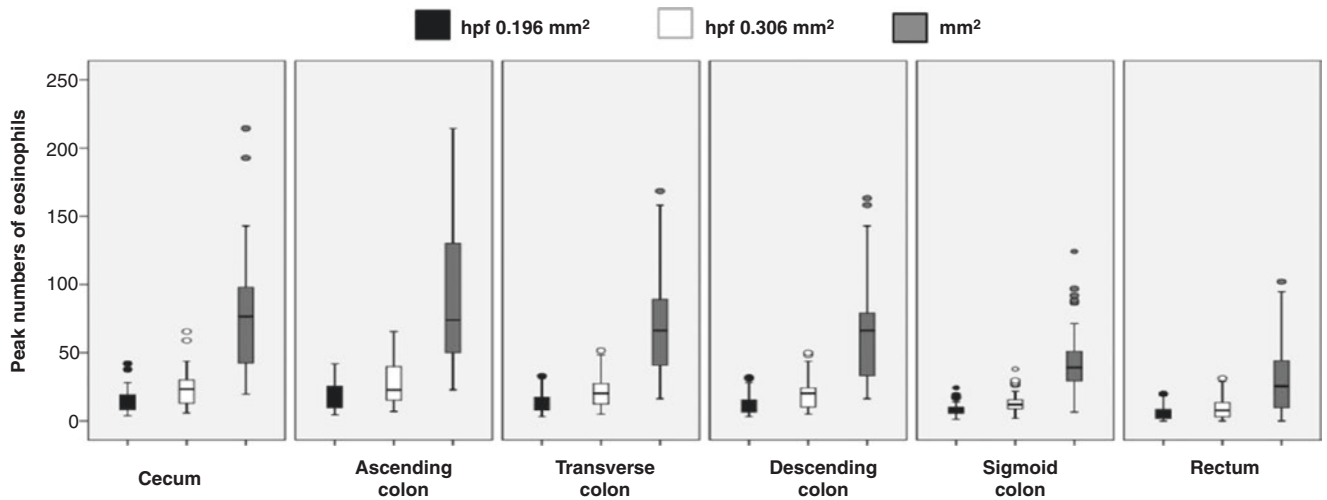 hpf 0.196 mm² hpf 0.306 mm² mm²
Peak numbers of eosinophils
250
200
150
100
50
0
Cecum
Ascending
colon
Transverse
colon
Descending
colon
Sigmoid
colon
Rectum